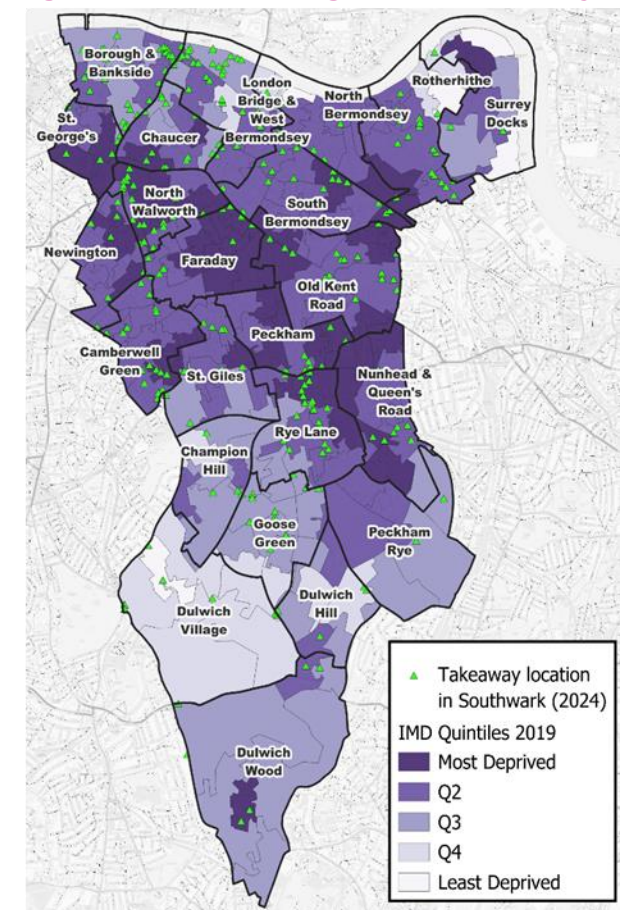 Borough &
Bankside
London
Bridge &
West
Bermondsey
North
Bermondsey
Rotherhithe
Surrey
Docks
St.
George's
Chaucer
North
Walworth
South
Bermondsey
Newington
Faraday
Old Kent
Road
Peckham
Camberwell
Green
St. Giles
Nunhead &
Queen's
Road
Rye Lane
Champion
Hill
Goose
Green
Peckham
Rye
Dulwich
Village
Dulwich
Hill
Dulwich
Wood
Takeaway location
in Southwark (2024)
IMD Quintiles 2019
Most Deprived
Q2
Q3
Q4
Least Deprived